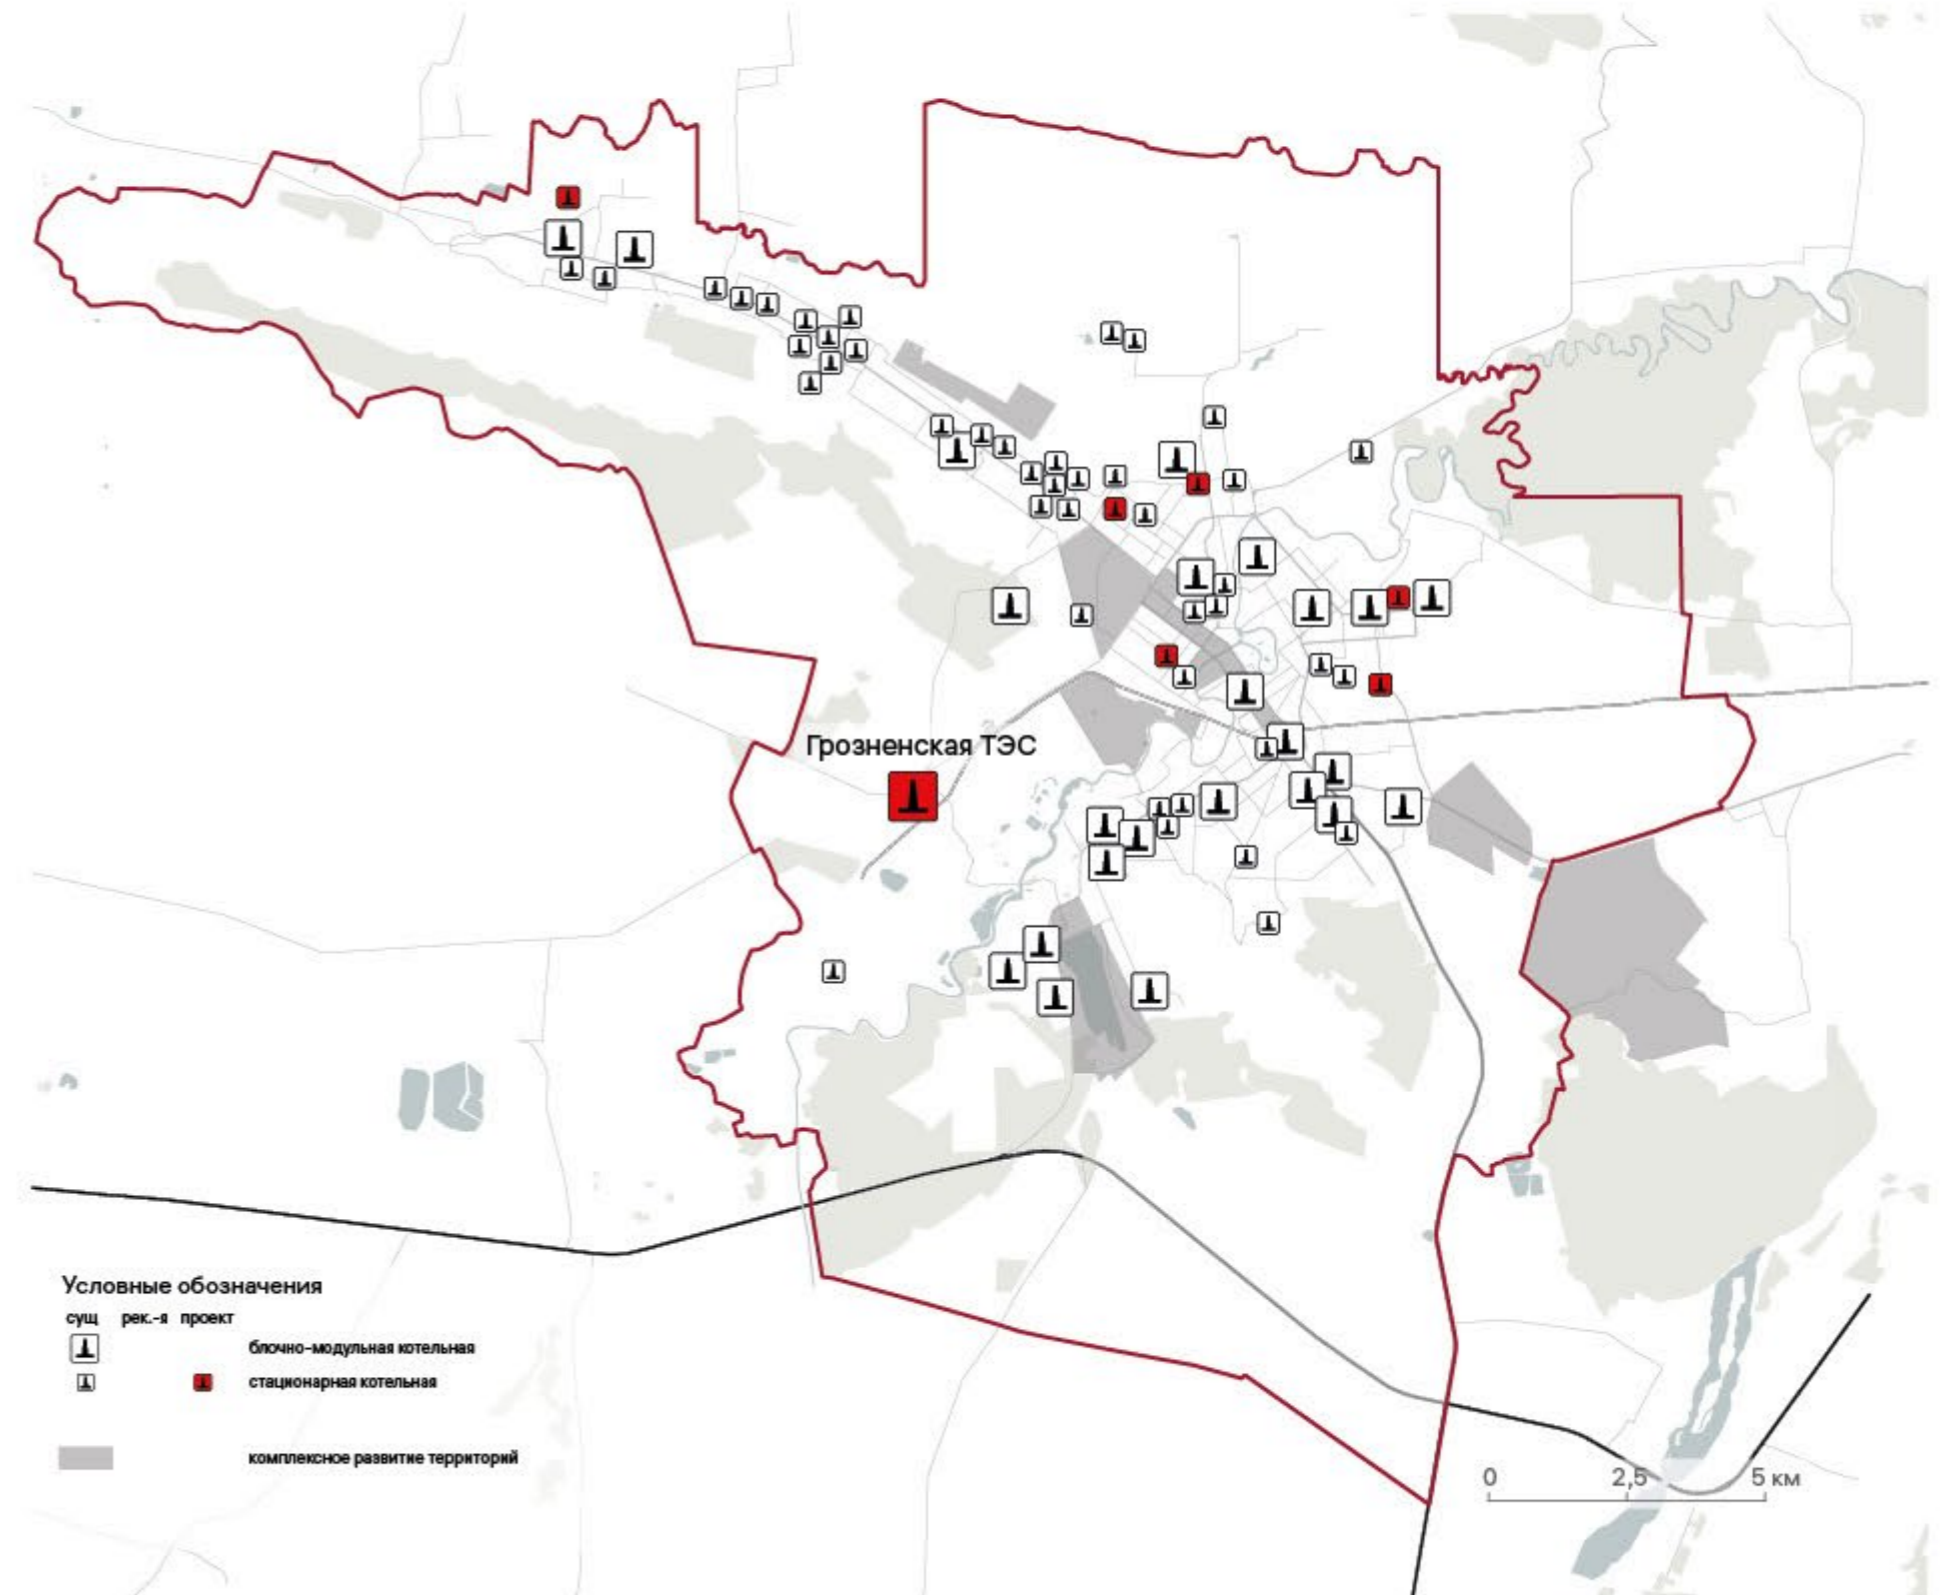 Грозненская ТЭС
Условные обозначения
сущ рек.-я проект
блочно-модульная котельная
стационарная котельная
комплексное развитие территорий
0 2,5 5 км